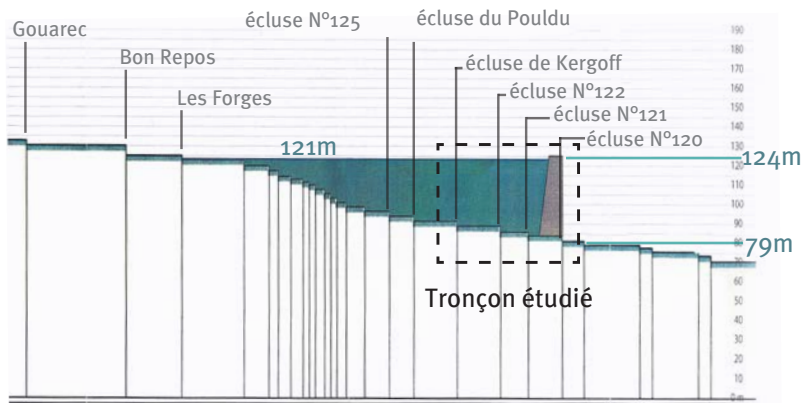 écluse N°125
écluse du Pouldu
Gouarec
Bon Repos
écluse de Kergoff
Les Forges
écluse N°122
écluse N°121
écluse N°120
121m
124m
79m
Tronçon étudié
190
180
170
160
150
140
130
120
110
100
90
80
70
60
50
40
30
20
10
0m